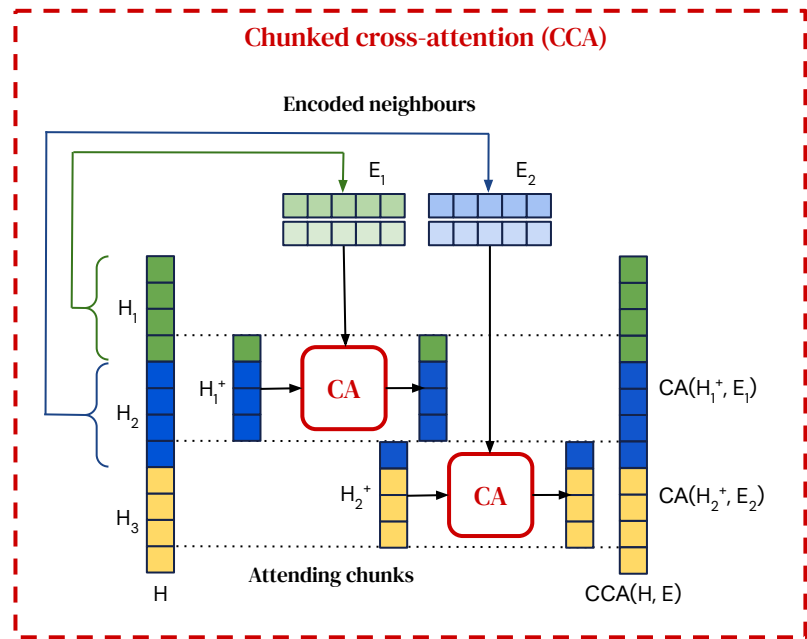 Chunked cross-attention (CCA)
Encoded neighbours
E₁
E₂
H₁
H₁⁺
CA
CA(H₁⁺, E₁)
H₂
H₂⁺
CA
CA(H₂⁺, E₂)
H₃
Attending chunks
H
CCA(H, E)